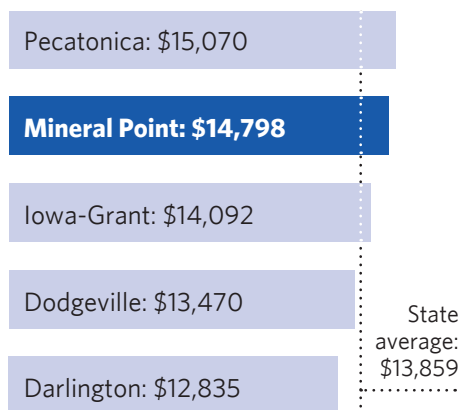 Pecatonica: $15,070
Mineral Point: $14,798
Iowa-Grant: $14,092
Dodgeville: $13,470
State
average:
$13,859
Darlington: $12,835